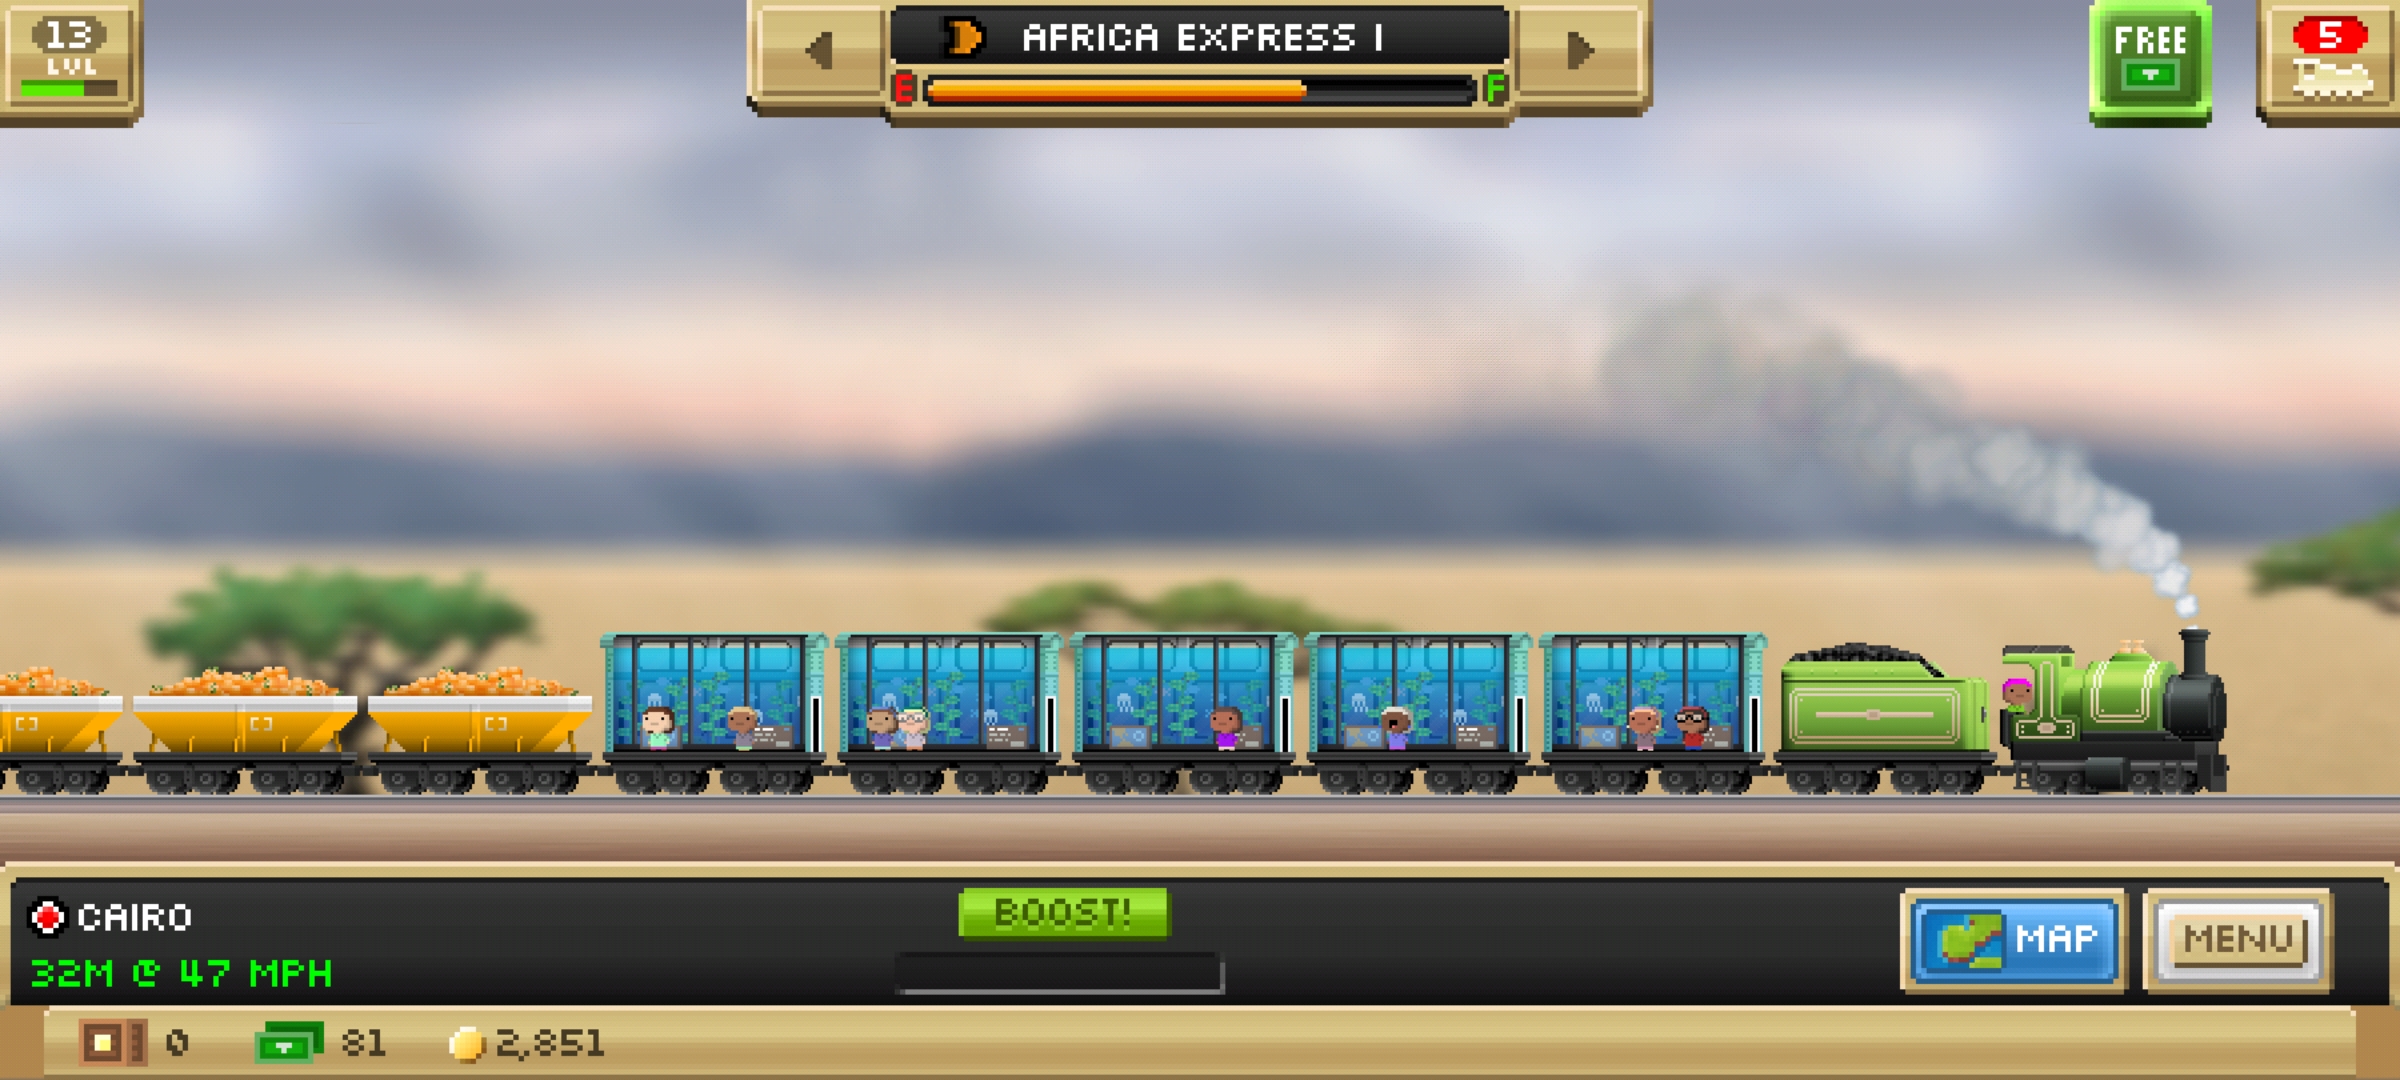 13
LVL
AFRICA EXPRESS I
E F
FREE
5
CAIRO
32M @ 47 MPH
BOOST!
MAP
MENU
0 81 2,851